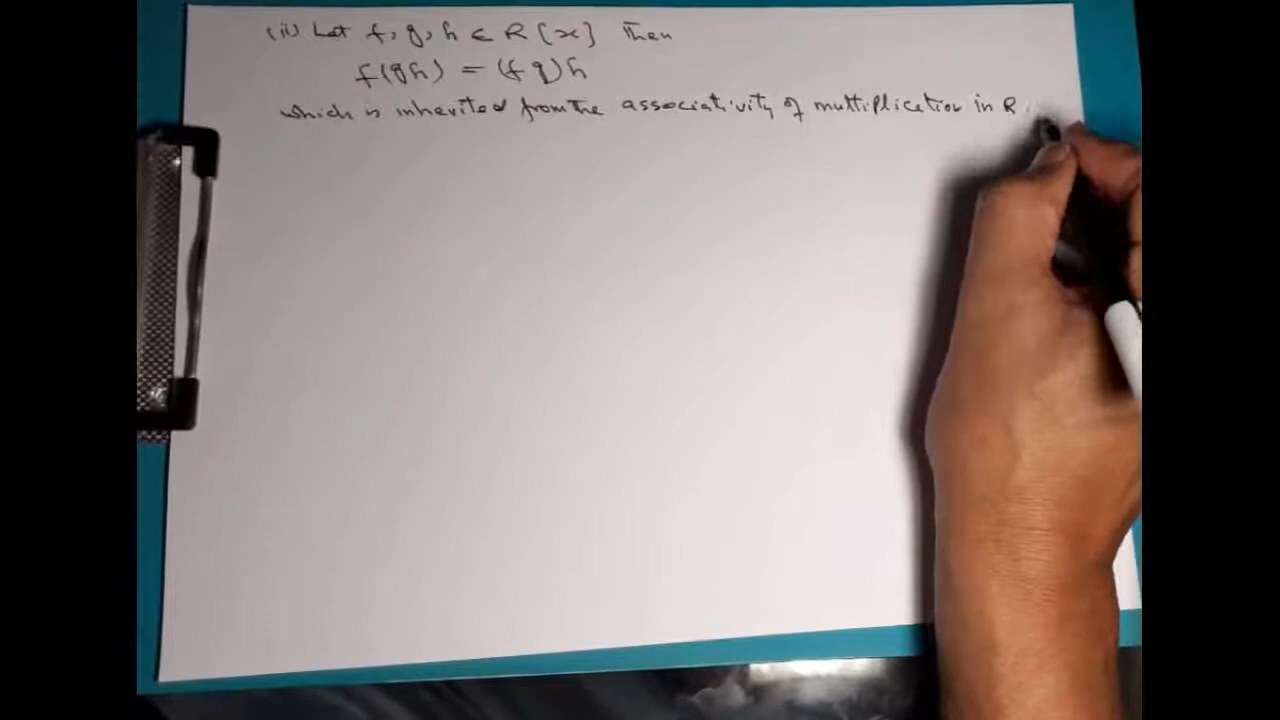 (ii) Let f, g, h ∈ R[x] Then
f(gh) = (fg)h
which is inherited from the associativity of multiplication in R.